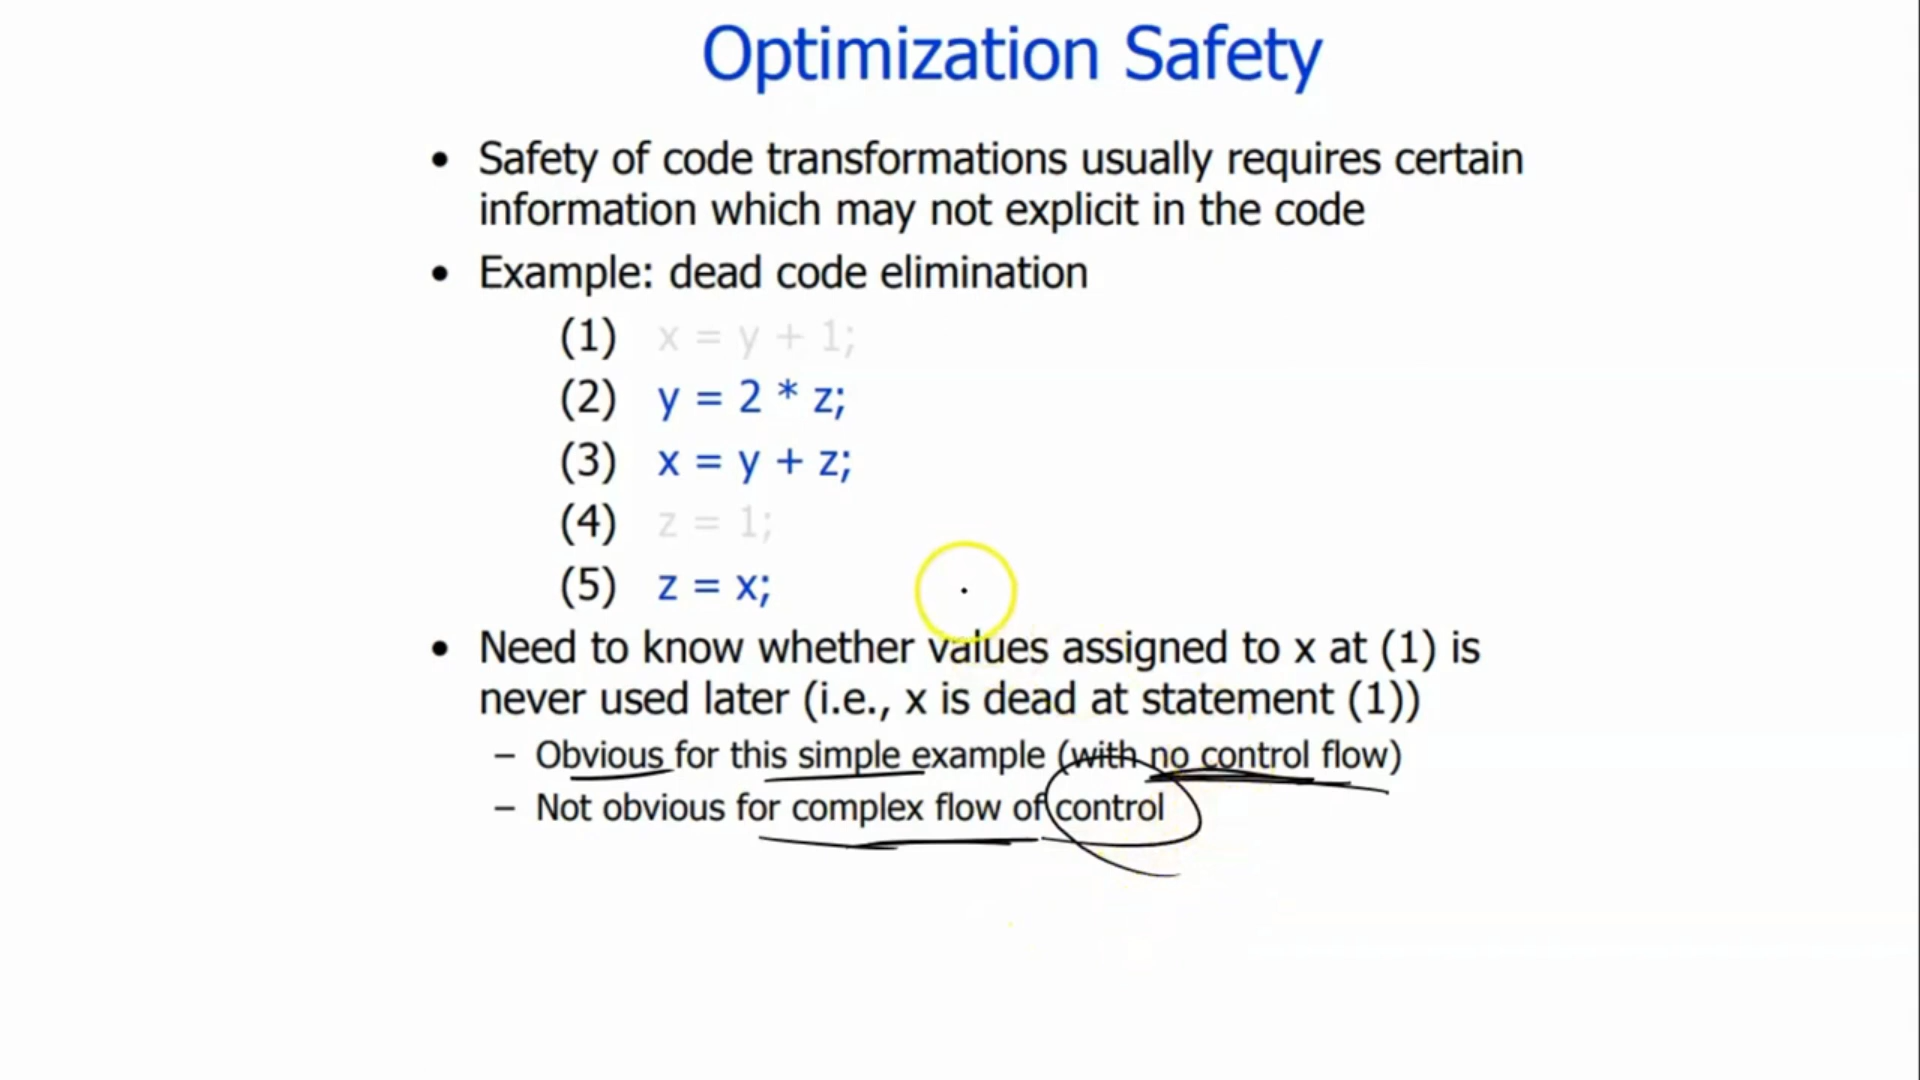 Optimization Safety
• Safety of code transformations usually requires certain
information which may not explicit in the code
• Example: dead code elimination
(1) x = y + 1;
(2) y = 2 * z;
(3) x = y + z;
(4) z = 1;
(5) z = x;
• Need to know whether values assigned to x at (1) is
never used later (i.e., x is dead at statement (1))
– Obvious for this simple example (with no control flow)
– Not obvious for complex flow of control